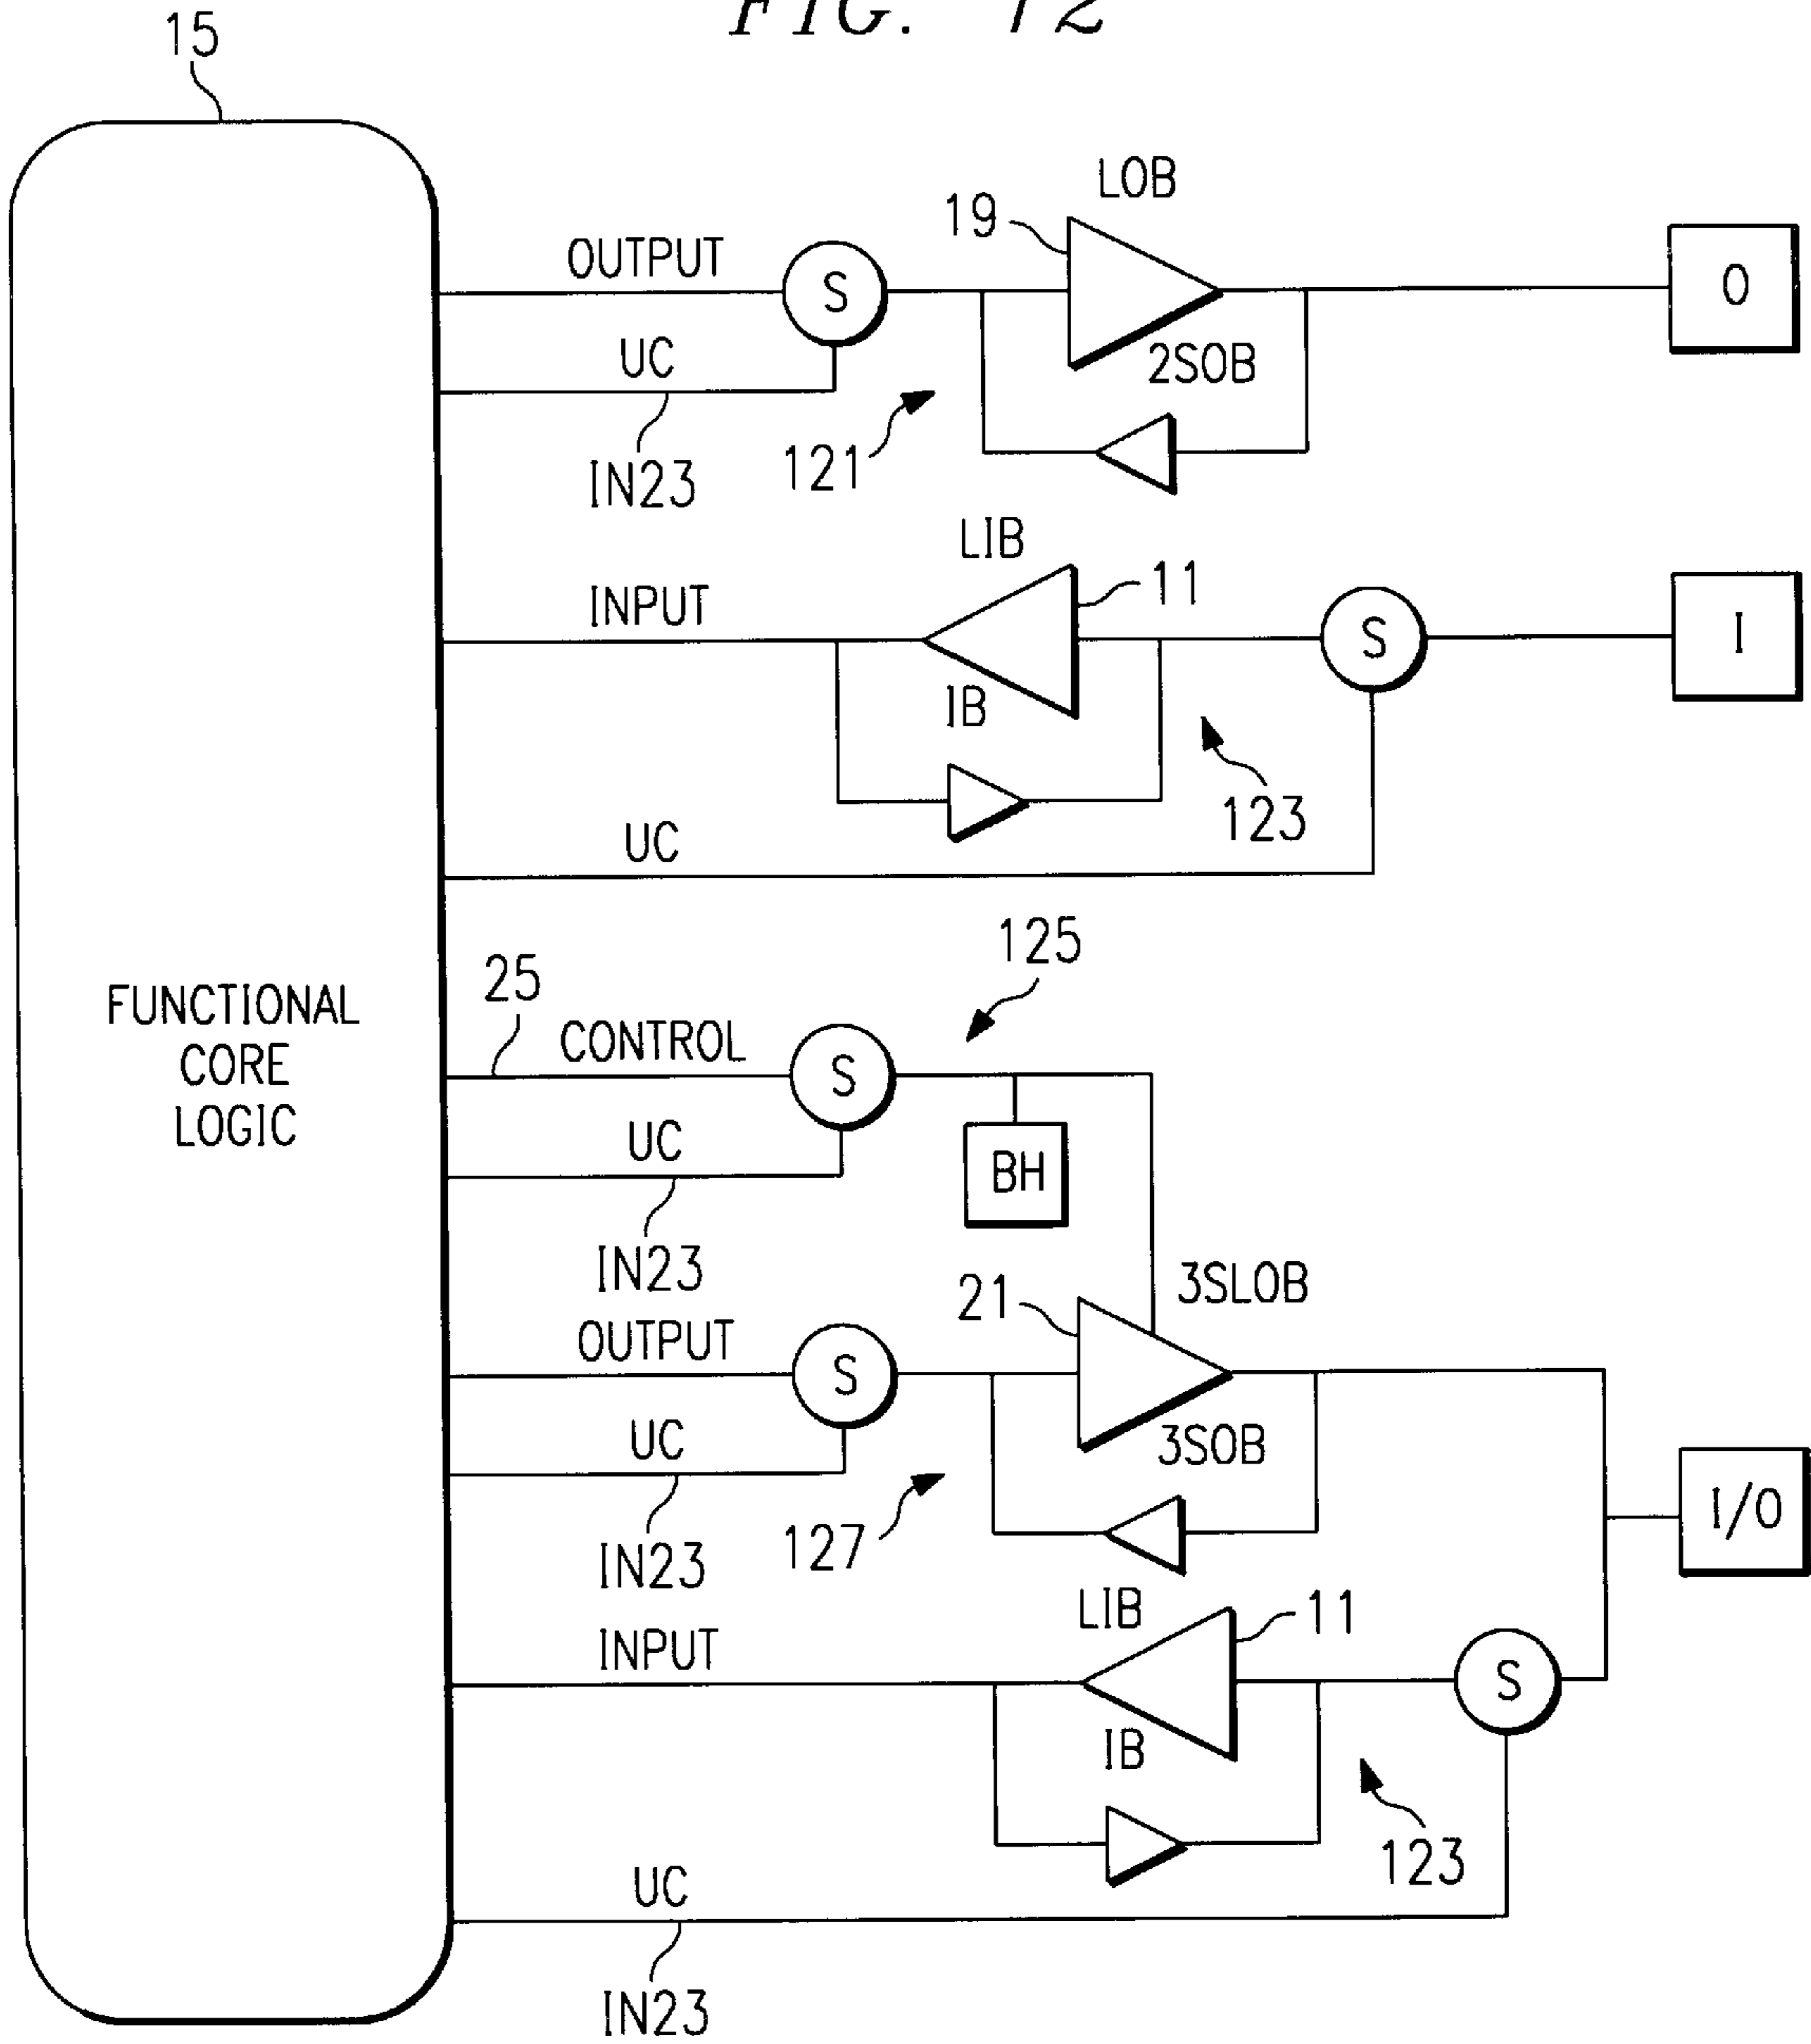 FIG. 12
15
LOB
19
OUTPUT
S
O
UC
2SOB
121
IN23
LIB
11
INPUT
S
I
IB
123
UC
125
25
CONTROL
S
FUNCTIONAL
CORE
LOGIC
UC
BH
IN23
3SLOB
21
OUTPUT
S
UC
3SOB
I/O
127
IN23
LIB
11
INPUT
S
IB
123
UC
IN23